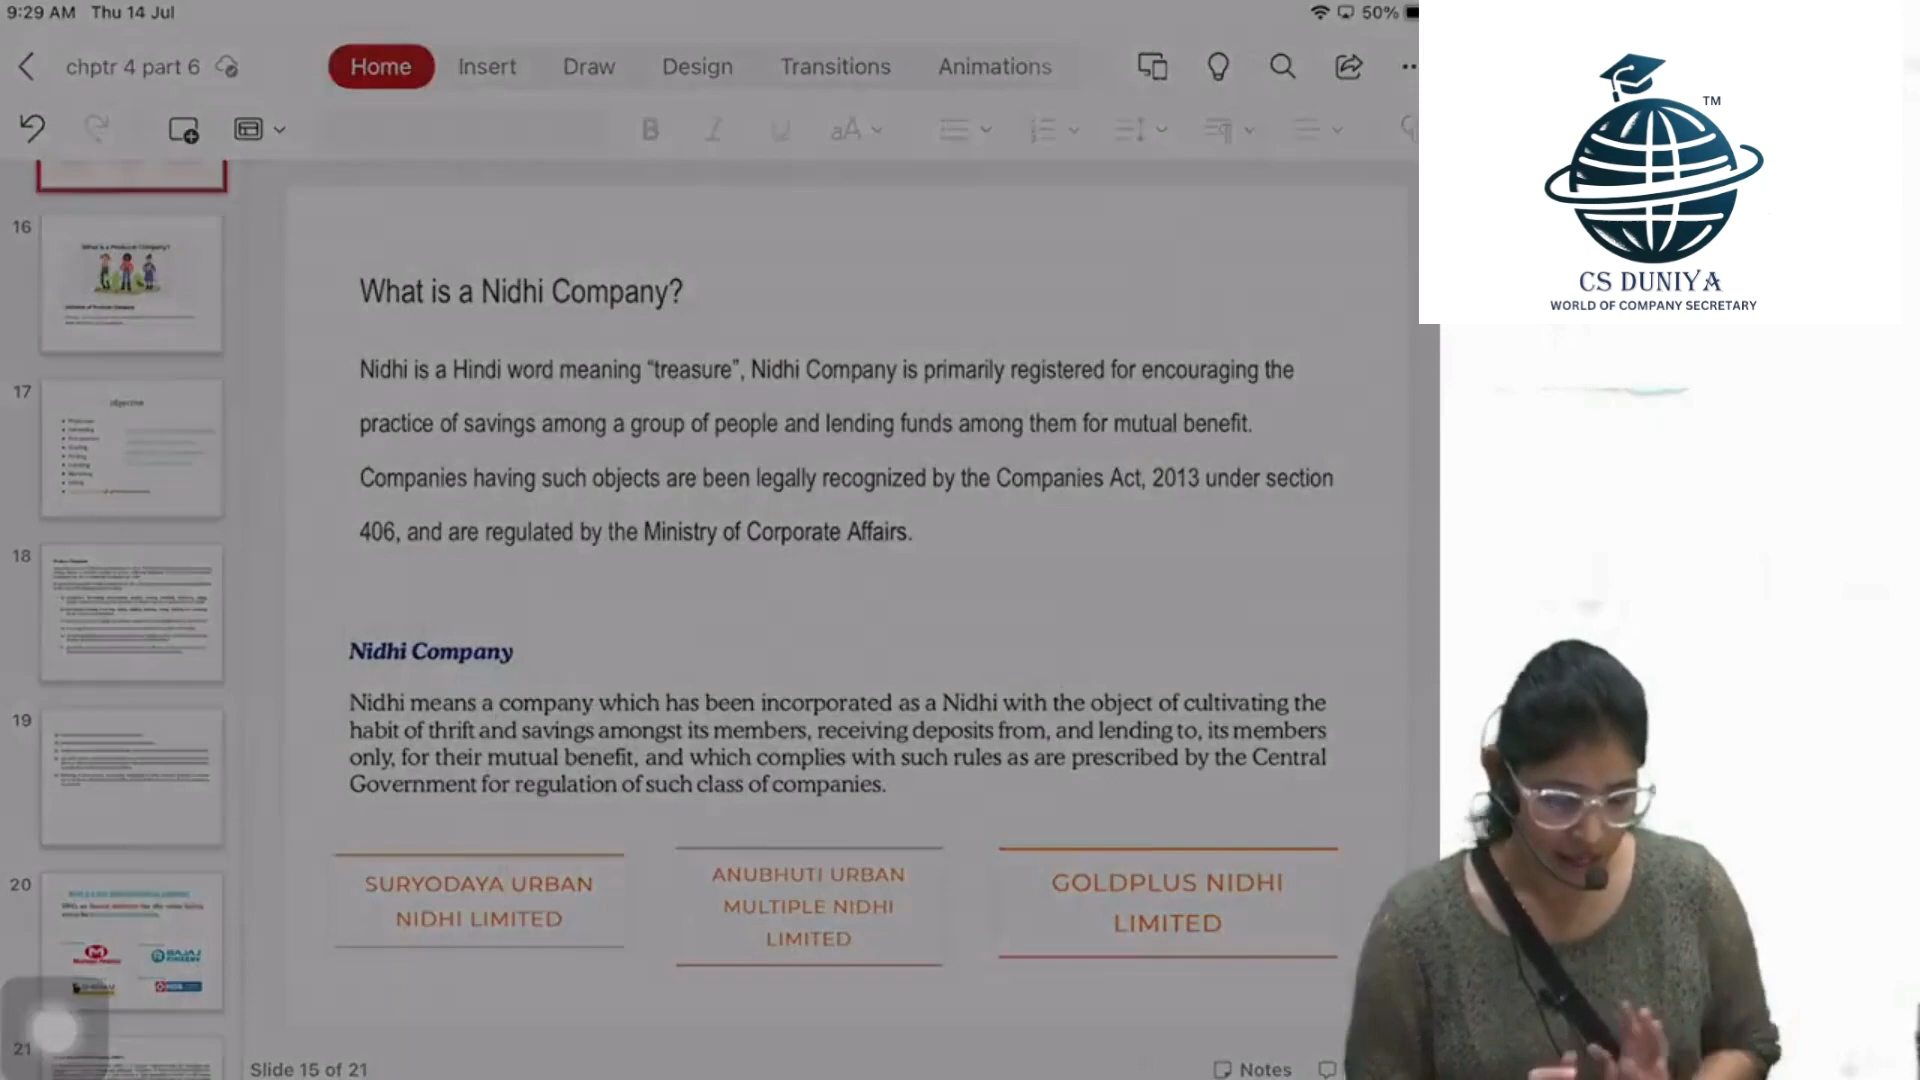 9:29 AM Thu 14 Jul
50%
chptr 4 part 6
Home Insert Draw Design Transitions Animations
B I U aA
TM
CS DUNIYA
WORLD OF COMPANY SECRETARY
16
What is a Producer Company?
17
objective
18
19
20
BAJAJ
21
What is a Nidhi Company?
Nidhi is a Hindi word meaning “treasure”, Nidhi Company is primarily registered for encouraging the
practice of savings among a group of people and lending funds among them for mutual benefit.
Companies having such objects are been legally recognized by the Companies Act, 2013 under section
406, and are regulated by the Ministry of Corporate Affairs.
Nidhi Company
Nidhi means a company which has been incorporated as a Nidhi with the object of cultivating the
habit of thrift and savings amongst its members, receiving deposits from, and lending to, its members
only, for their mutual benefit, and which complies with such rules as are prescribed by the Central
Government for regulation of such class of companies.
SURYODAYA URBAN
NIDHI LIMITED
ANUBHUTI URBAN
MULTIPLE NIDHI
LIMITED
GOLDPLUS NIDHI
LIMITED
Slide 15 of 21
Notes